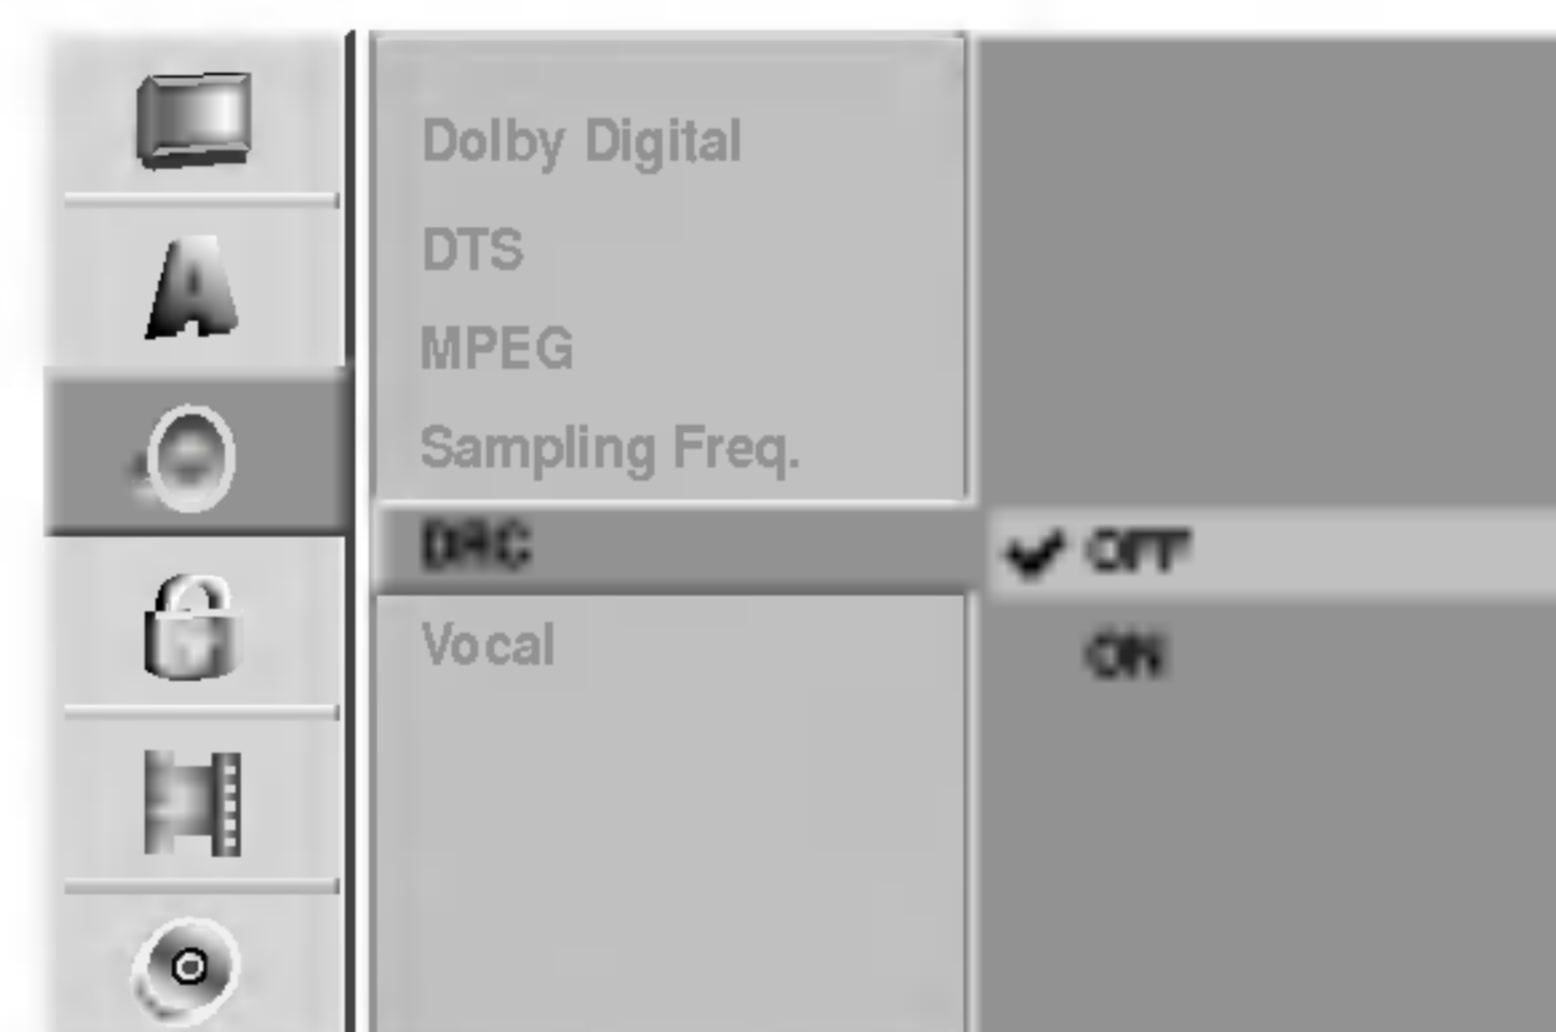 Dolby Digital
DTS
MPEG
Sampling Freq.
DRC
✔ OFF
ON
Vocal